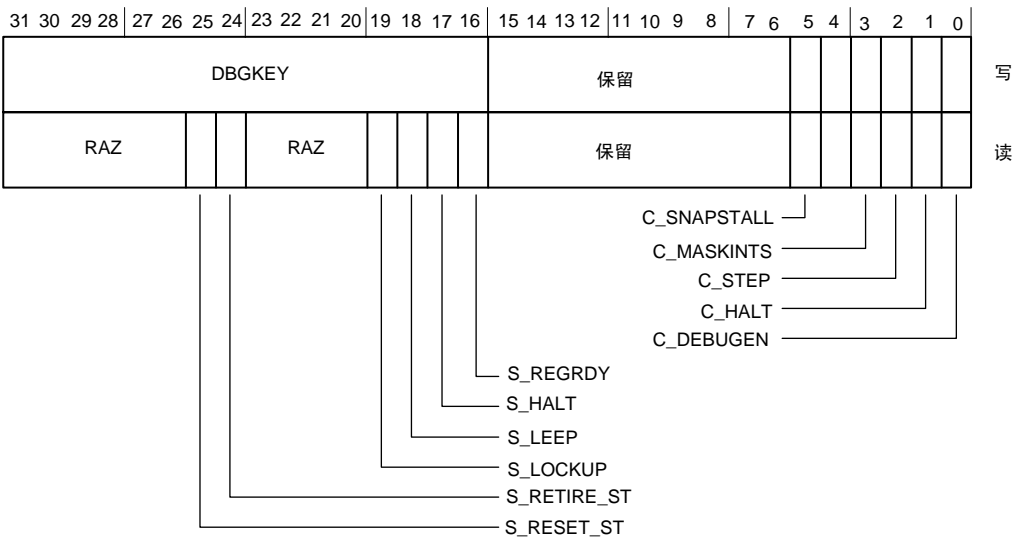 31 30 29 28 27 26 25 24 23 22 21 20 19 18 17 16 15 14 13 12 11 10 9 8 7 6 5 4 3 2 1 0
DBGKEY 保留 写
RAZ RAZ 保留 读
C_SNAPSTALL
C_MASKINTS
C_STEP
C_HALT
C_DEBUGEN
S_REGRDY
S_HALT
S_LEEP
S_LOCKUP
S_RETIRE_ST
S_RESET_ST